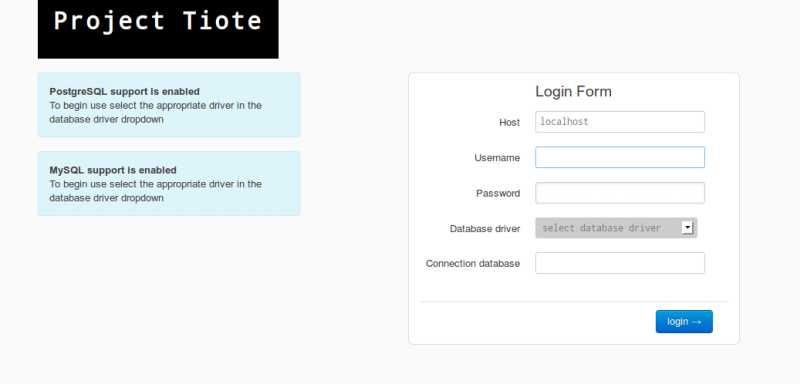 Project Tiote
PostgreSQL support is enabled
To begin use select the appropriate driver in the
database driver dropdown
MySQL support is enabled
To begin use select the appropriate driver in the
database driver dropdown
Login Form
Host localhost
Username
Password
Database driver select database driver
Connection database
login →